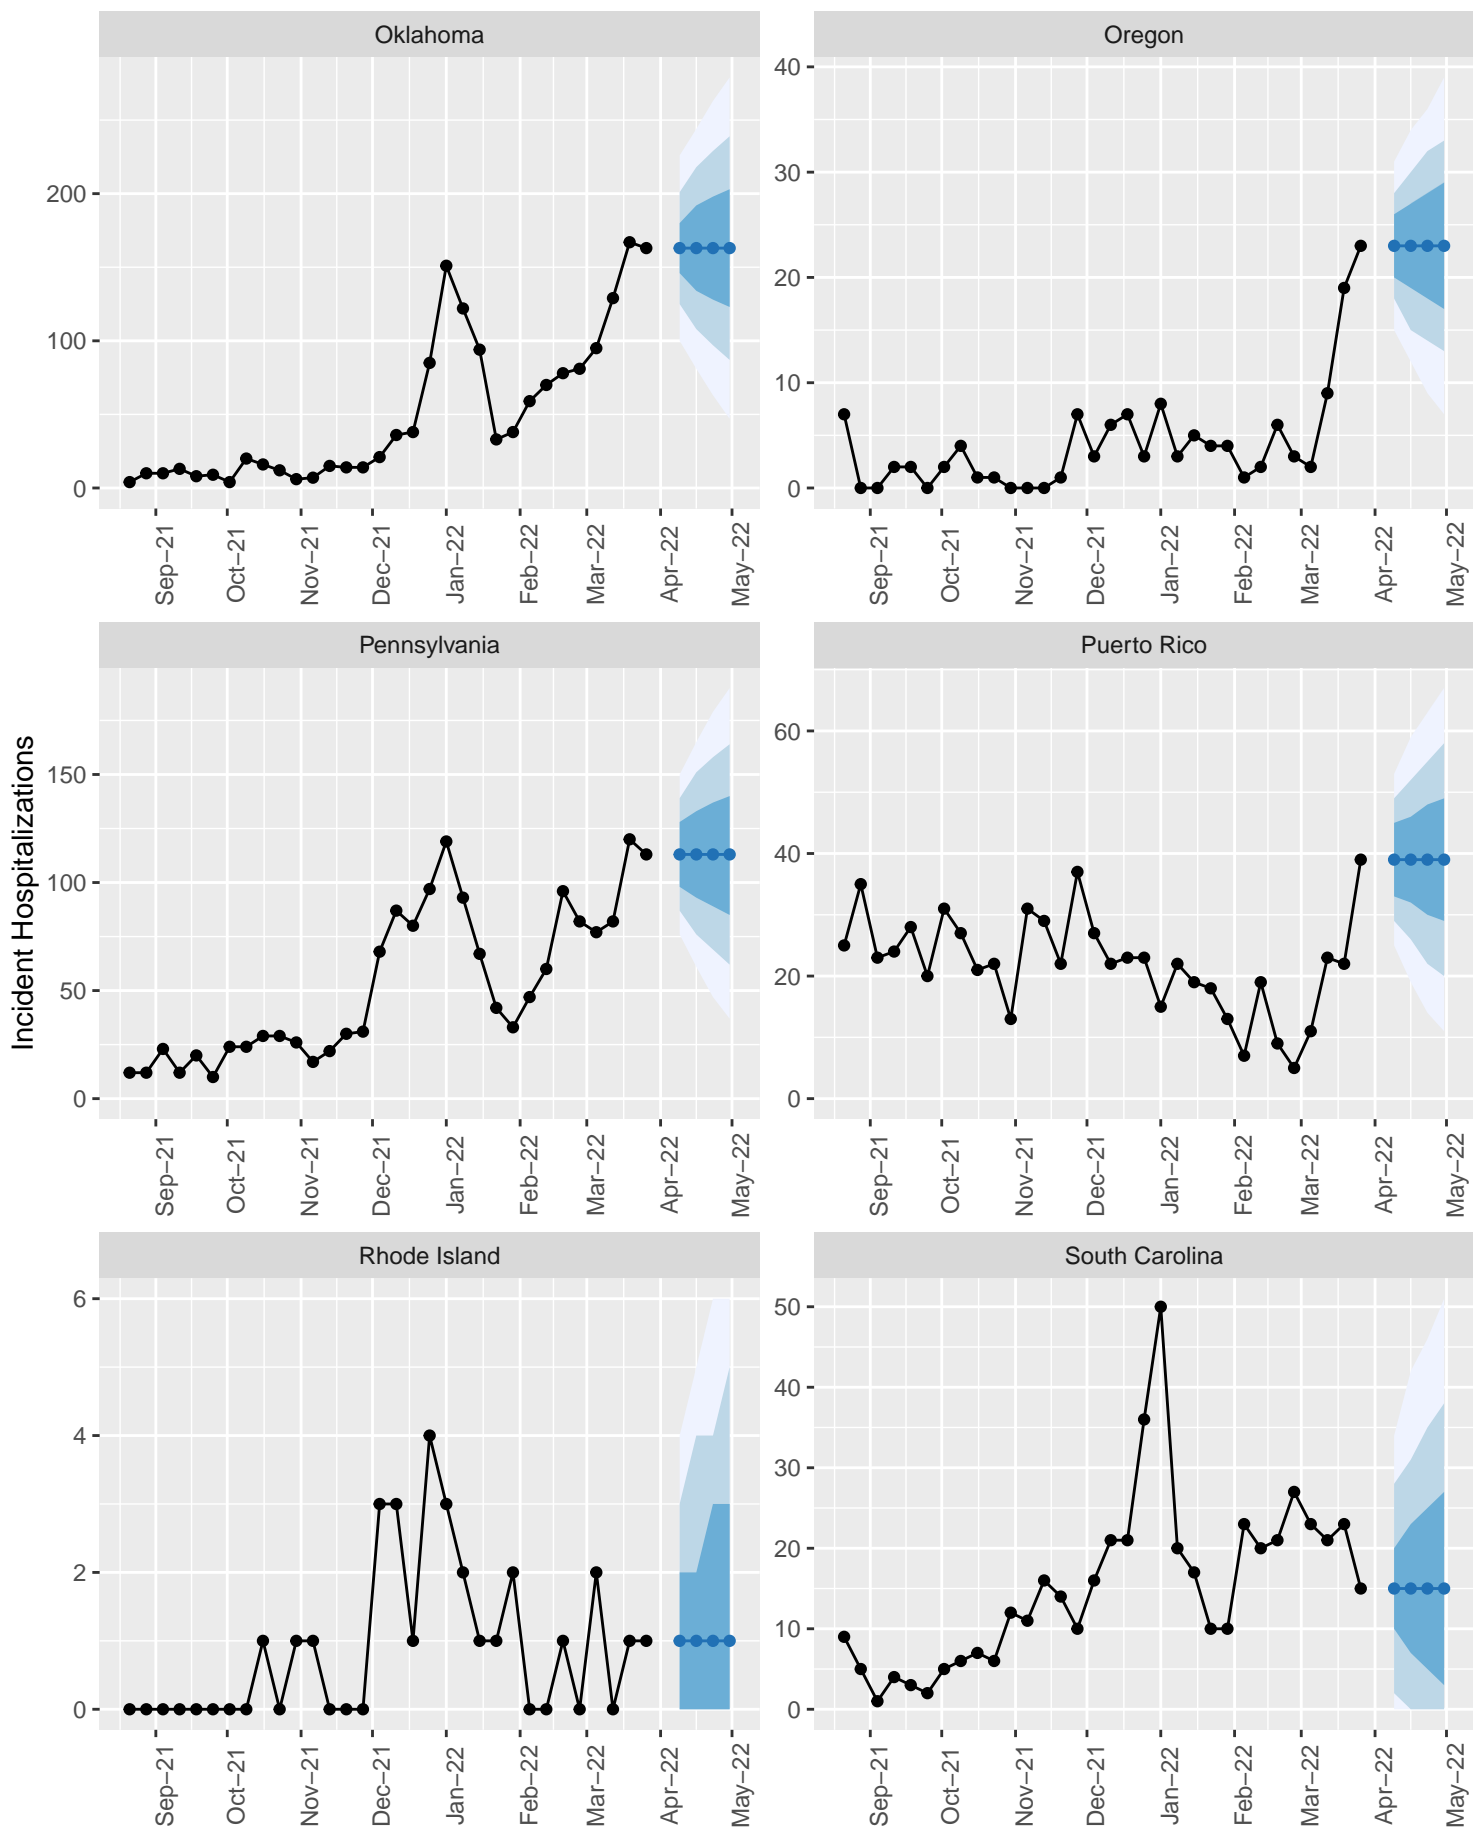 Oklahoma
Oregon
200
100
0
40
30
20
10
0
Sep–21 Oct–21 Nov–21 Dec–21 Jan–22 Feb–22 Mar–22 Apr–22 May–22
Sep–21 Oct–21 Nov–21 Dec–21 Jan–22 Feb–22 Mar–22 Apr–22 May–22
Pennsylvania
Puerto Rico
Incident Hospitalizations
150
100
50
0
60
40
20
0
Sep–21 Oct–21 Nov–21 Dec–21 Jan–22 Feb–22 Mar–22 Apr–22 May–22
Sep–21 Oct–21 Nov–21 Dec–21 Jan–22 Feb–22 Mar–22 Apr–22 May–22
Rhode Island
South Carolina
6
4
2
0
50
40
30
20
10
0
Sep–21 Oct–21 Nov–21 Dec–21 Jan–22 Feb–22 Mar–22 Apr–22 May–22
Sep–21 Oct–21 Nov–21 Dec–21 Jan–22 Feb–22 Mar–22 Apr–22 May–22